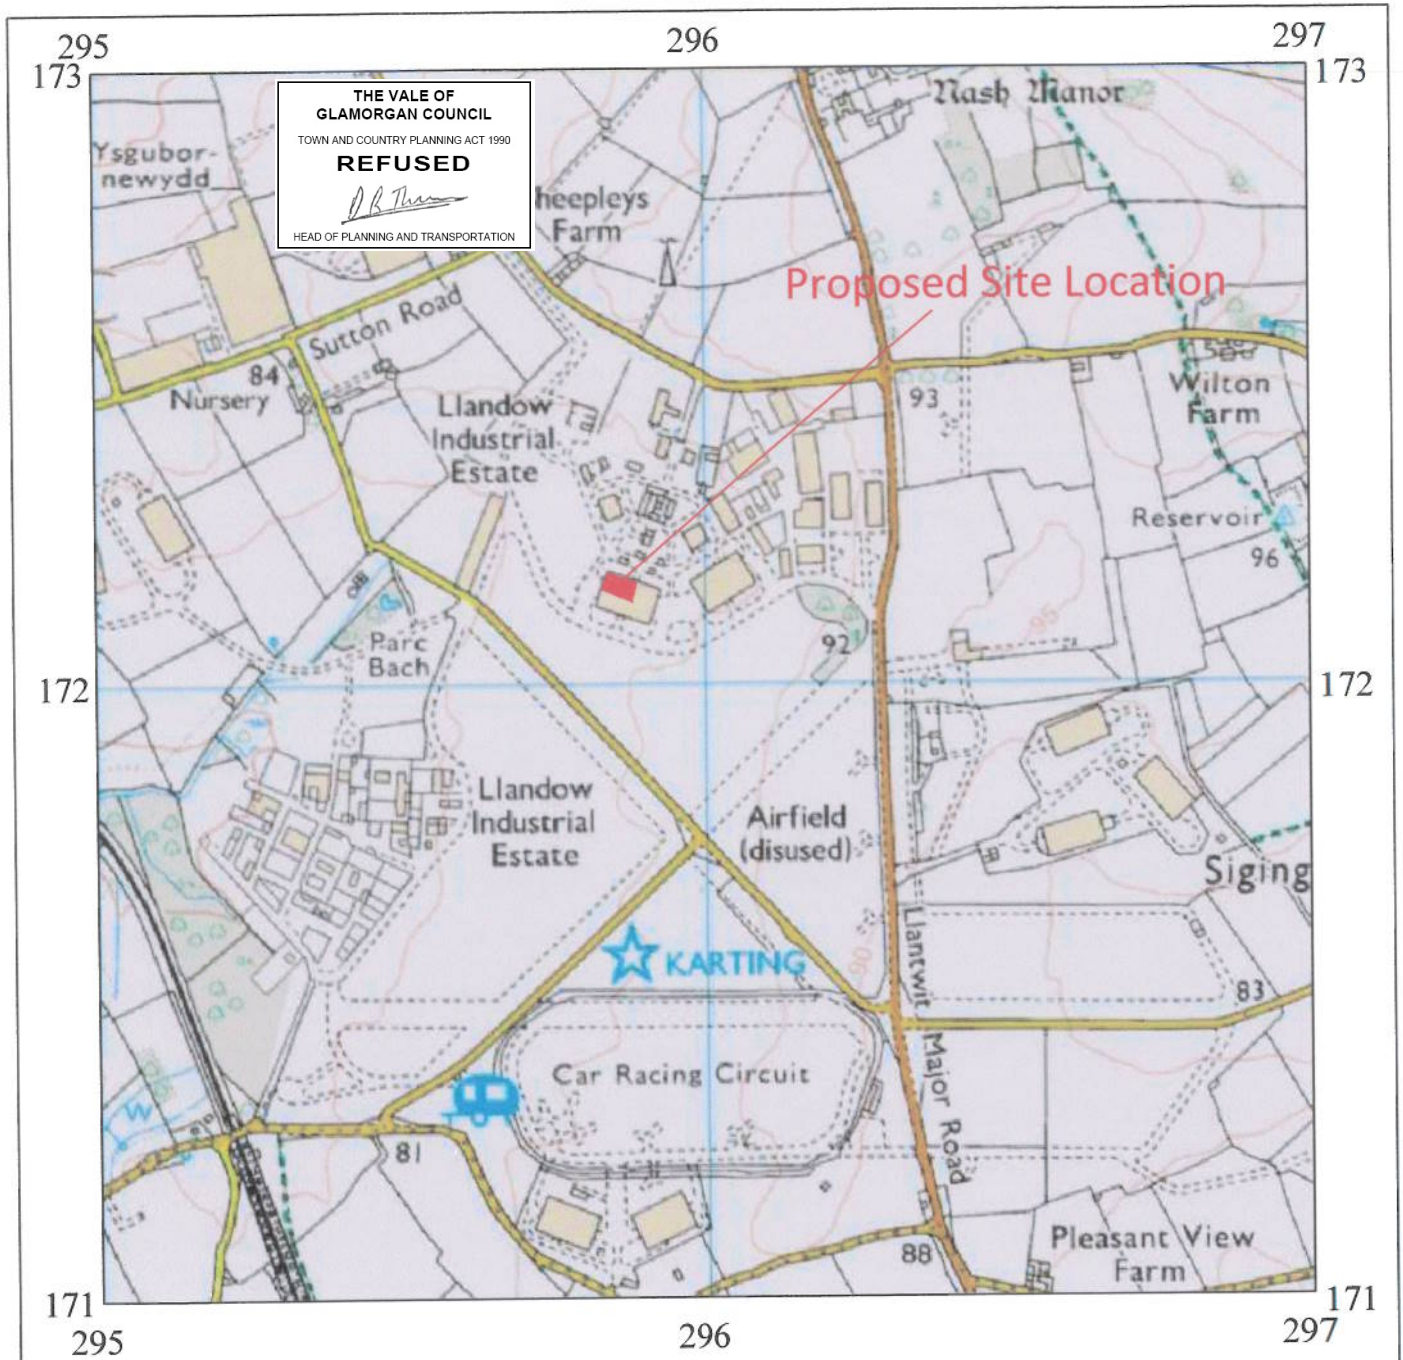 295
296
297
173
173
THE VALE OF
GLAMORGAN COUNCIL
TOWN AND COUNTRY PLANNING ACT 1990
REFUSED
HEAD OF PLANNING AND TRANSPORTATION
Nash Manor
Ysgubor-
newydd
heepleys
Farm
Proposed Site Location
Sutton Road
84
Nursery
Llandow
Industrial
Estate
93
Wilton
Farm
Reservoir
96
95
92
Parc
Bach
172
172
Llandow
Industrial
Estate
Airfield
(disused)
Siging
KARTING
90
Llantwit Major Road
83
Car Racing Circuit
W
81
88
Pleasant View
Farm
171
171
295
296
297